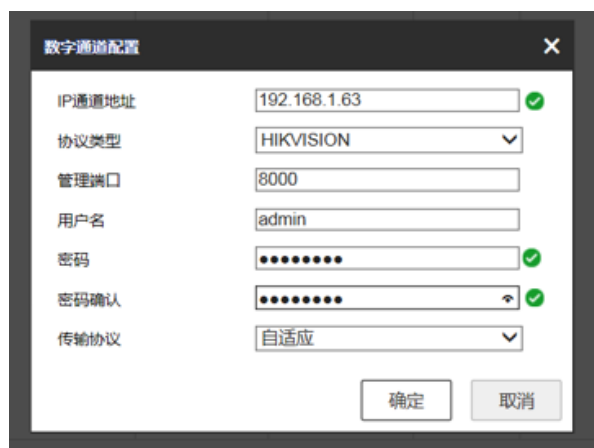 数字通道配置
IP通道地址 192.168.1.63
协议类型 HIKVISION
管理端口 8000
用户名 admin
密码 ●●●●●●●●
密码确认 ●●●●●●●●
传输协议 自适应
确定 取消